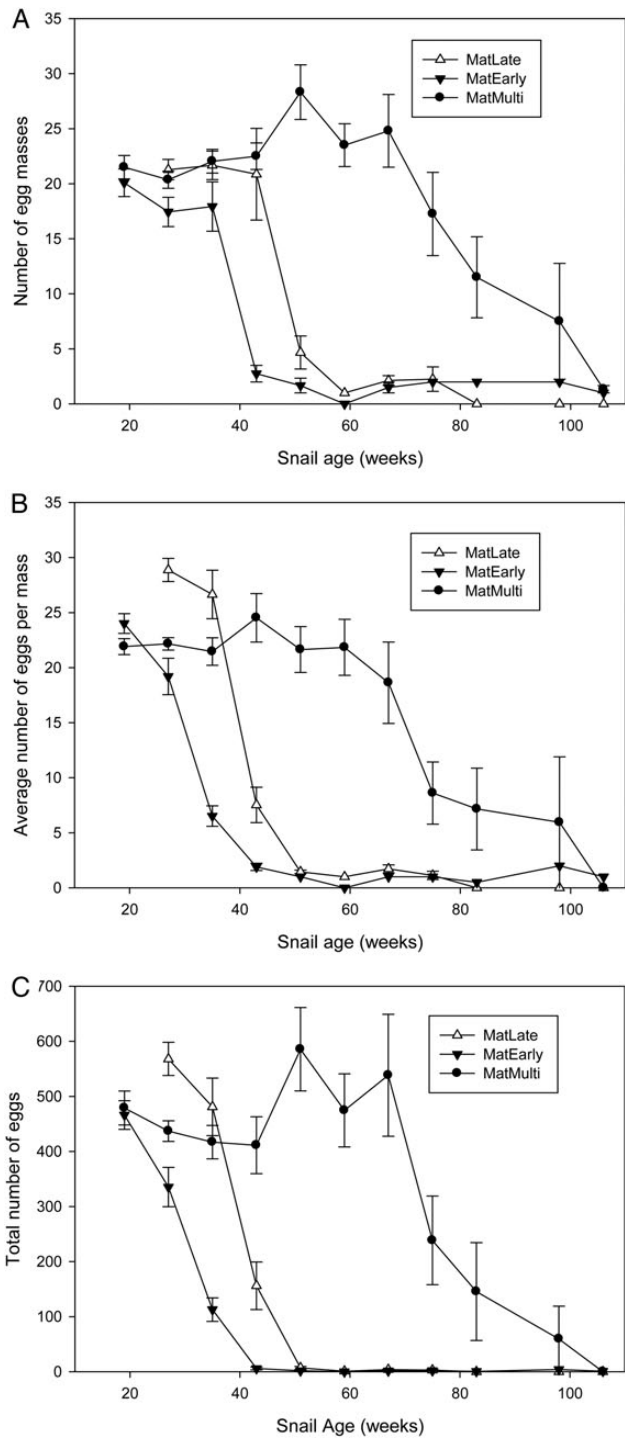 A
35
30
25
20
15
10
5
0
Number of egg masses
MatLate
MatEarly
MatMulti
20 40 60 80 100
Snail age (weeks)
B
35
30
25
20
15
10
5
0
Average number of eggs per mass
MatLate
MatEarly
MatMulti
20 40 60 80 100
Snail age (weeks)
C
700
600
500
400
300
200
100
0
Total number of eggs
MatLate
MatEarly
MatMulti
20 40 60 80 100
Snail Age (weeks)